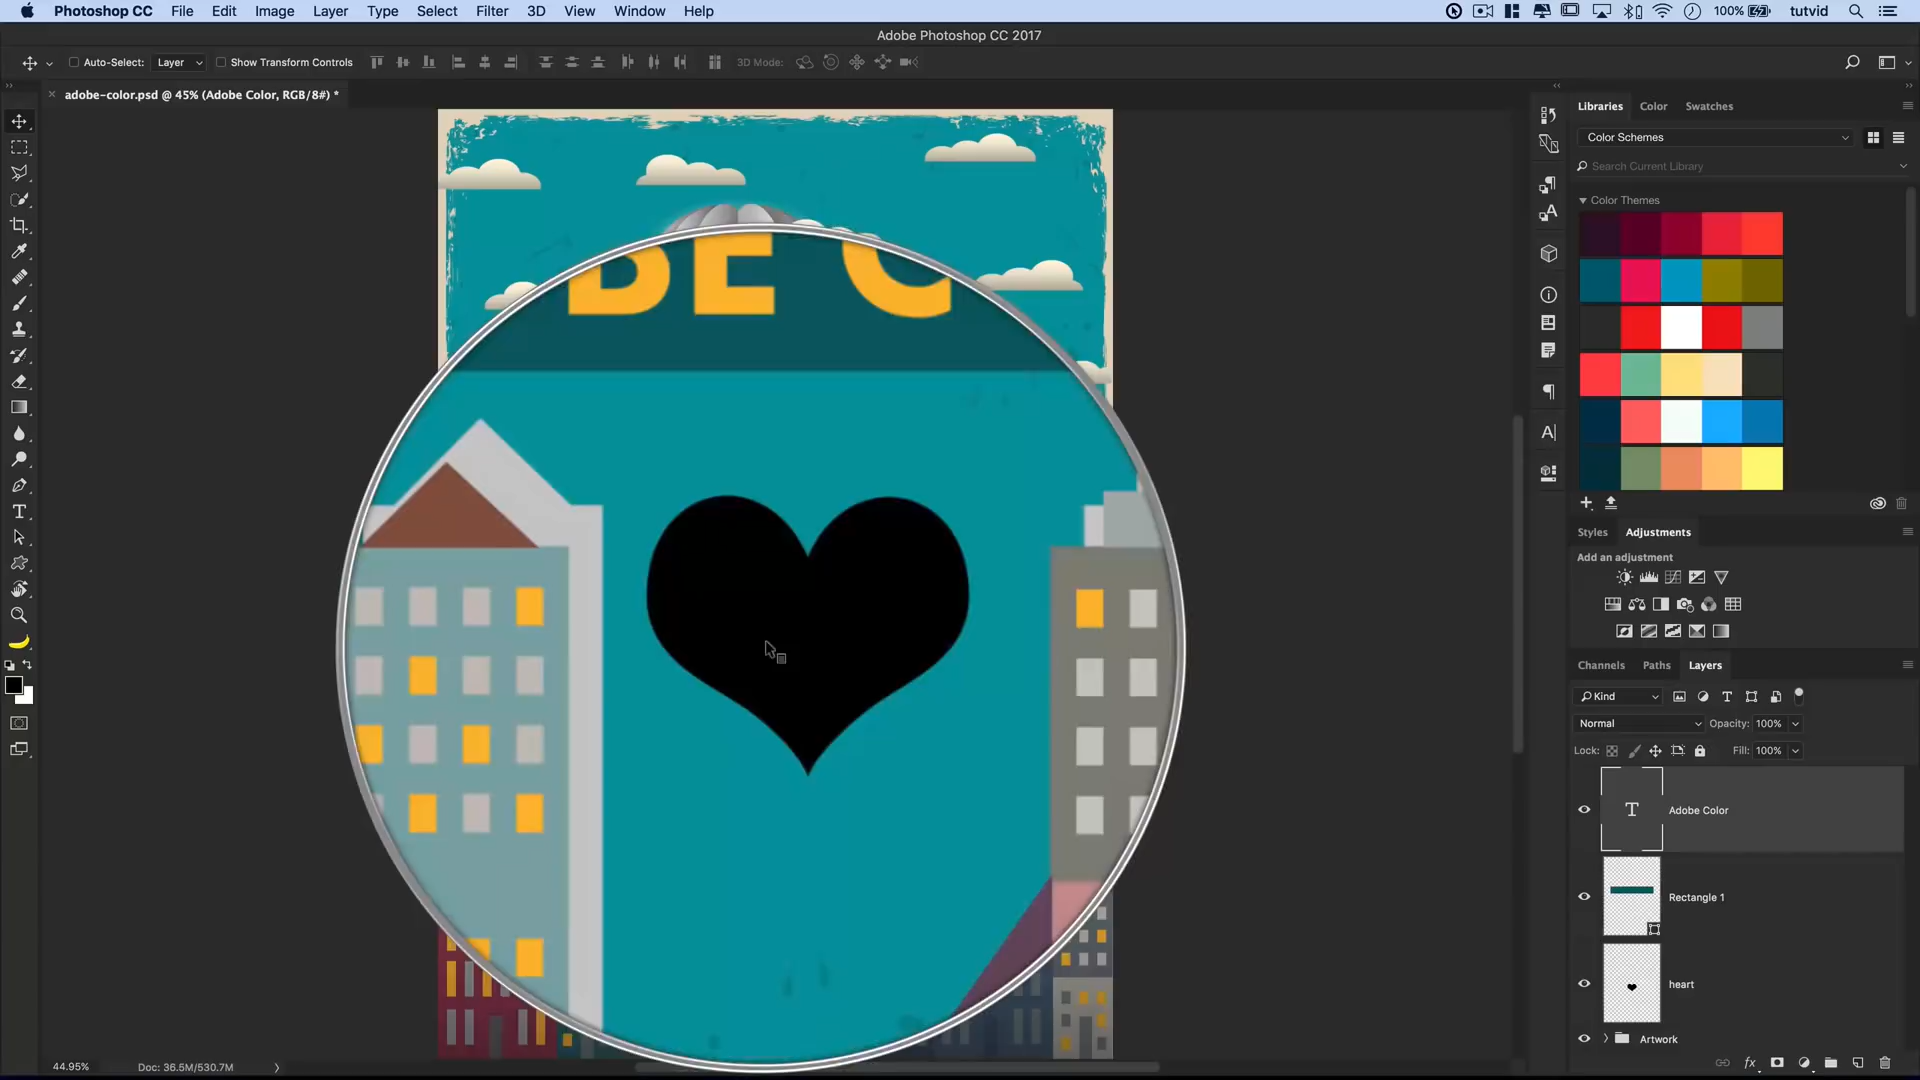 Photoshop CC File Edit Image Layer Type Select Filter 3D View Window Help 100% tutvid
Adobe Photoshop CC 2017
Auto-Select: Layer Show Transform Controls 3D Mode:
× adobe-color.psd @ 45% (Adobe Color, RGB/8#) *
BE C
Libraries Color Swatches
Color Schemes
Search Current Library
Color Themes
Styles Adjustments
Add an adjustment
Channels Paths Layers
Kind
Normal Opacity: 100%
Lock: Fill: 100%
Adobe Color
Rectangle 1
heart
Artwork
44.95% Doc: 36.5M/530.7M